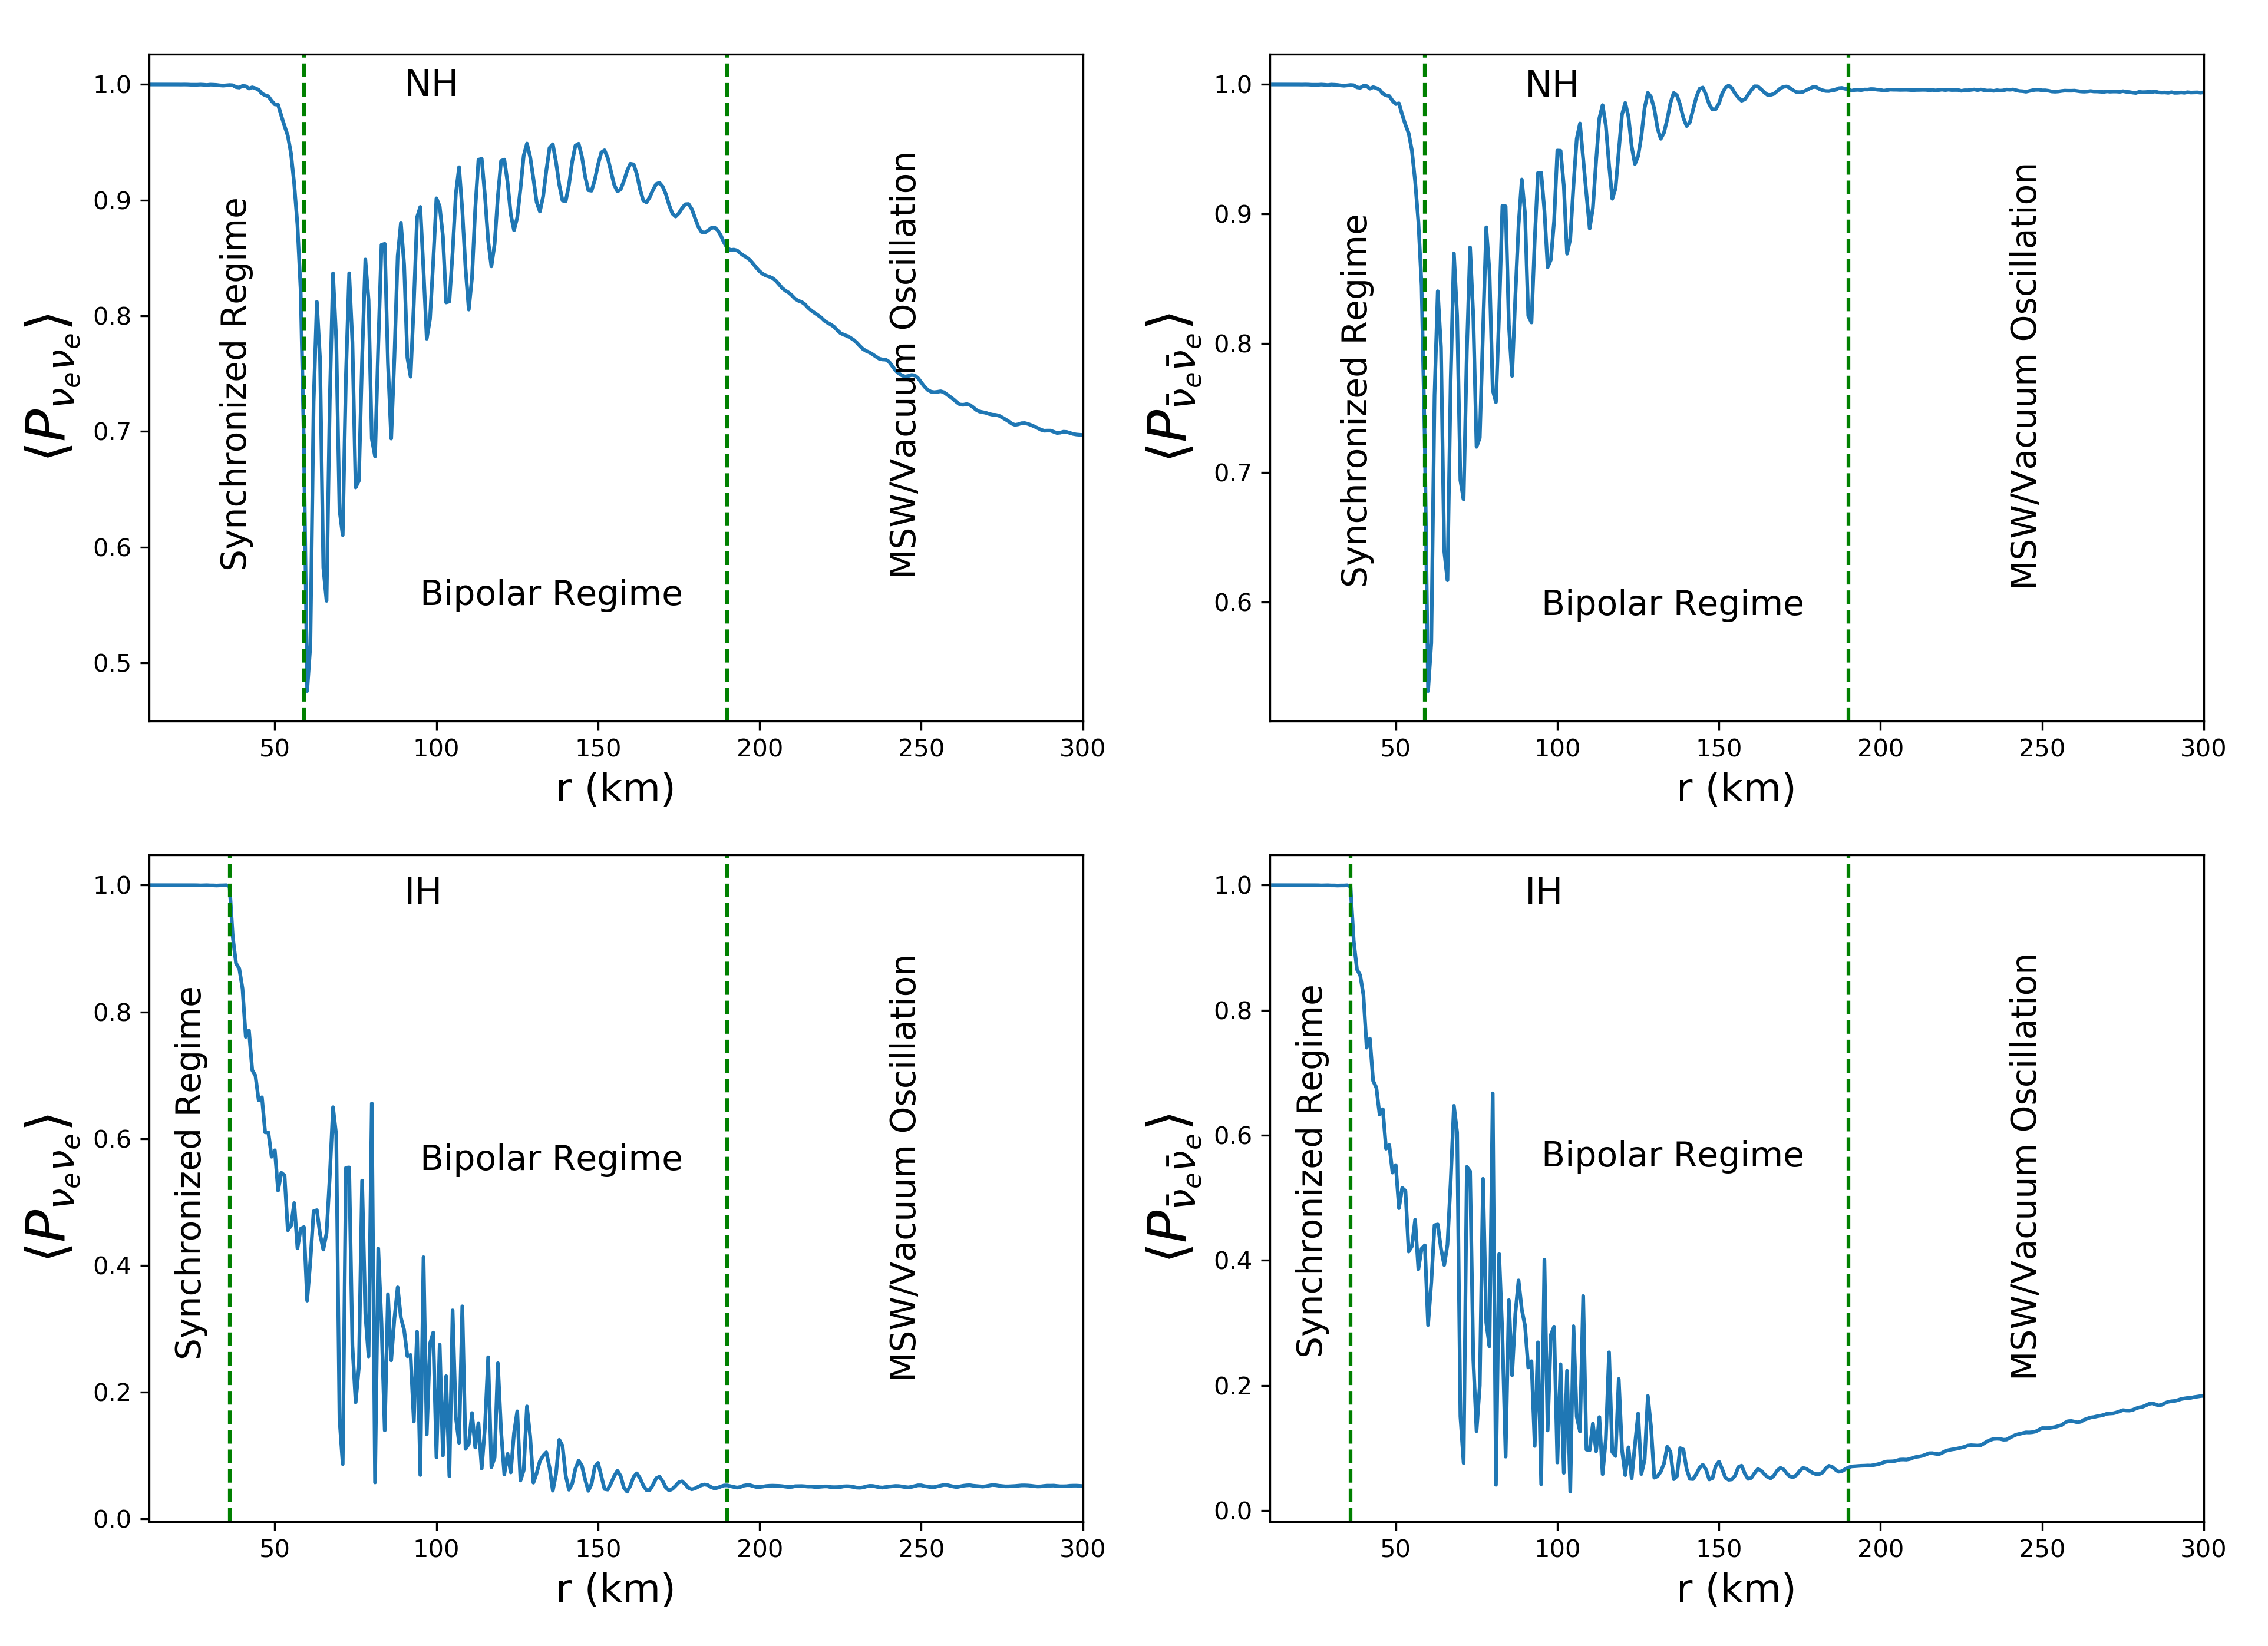 NH
1.0
0.9
0.8
0.7
0.6
0.5
⟨P_{ν_e ν_e}⟩
Synchronized Regime
Bipolar Regime
MSW/Vacuum Oscillation
50 100 150 200 250 300
r (km)
NH
1.0
0.9
0.8
0.7
0.6
⟨P_{ν̄_e ν̄_e}⟩
Synchronized Regime
Bipolar Regime
MSW/Vacuum Oscillation
50 100 150 200 250 300
r (km)
IH
1.0
0.8
0.6
0.4
0.2
0.0
⟨P_{ν_e ν_e}⟩
Synchronized Regime
Bipolar Regime
MSW/Vacuum Oscillation
50 100 150 200 250 300
r (km)
IH
1.0
0.8
0.6
0.4
0.2
0.0
⟨P_{ν̄_e ν̄_e}⟩
Synchronized Regime
Bipolar Regime
MSW/Vacuum Oscillation
50 100 150 200 250 300
r (km)